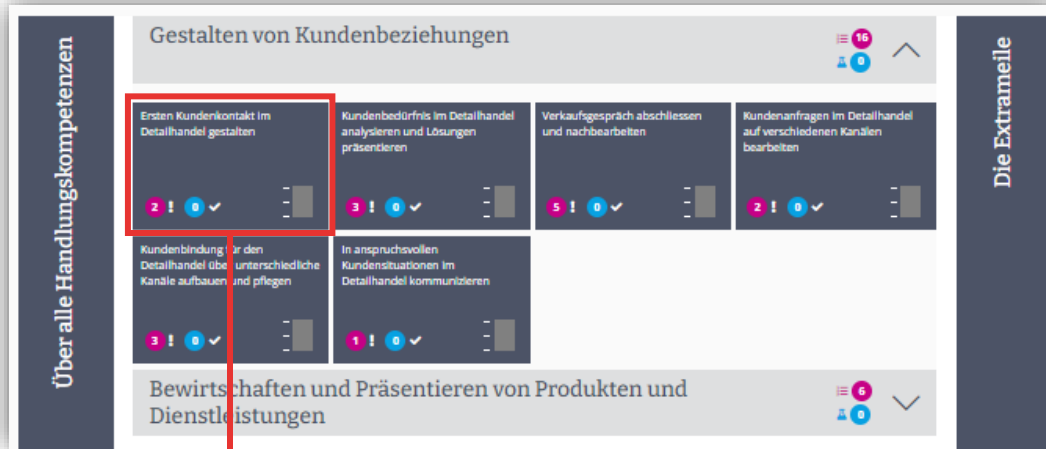 Über alle Handlungskompetenzen
Gestalten von Kundenbeziehungen
16
0
Ersten Kundenkontakt im
Detailhandel gestalten
2 ! 0
Kundenbedürfnis im Detailhandel
analysieren und Lösungen
präsentieren
3 ! 0
Verkaufsgespräch abschliessen
und nachbearbeiten
5 ! 0
Kundenanfragen im Detailhandel
auf verschiedenen Kanälen
bearbeiten
2 ! 0
Kundenbindung für den
Detailhandel über unterschiedliche
Kanäle aufbauen und pflegen
3 ! 0
In anspruchsvollen
Kundensituationen im
Detailhandel kommunizieren
1 ! 0
Bewirtschaften und Präsentieren von Produkten und
Dienstleistungen
6
0
Die Extrameile